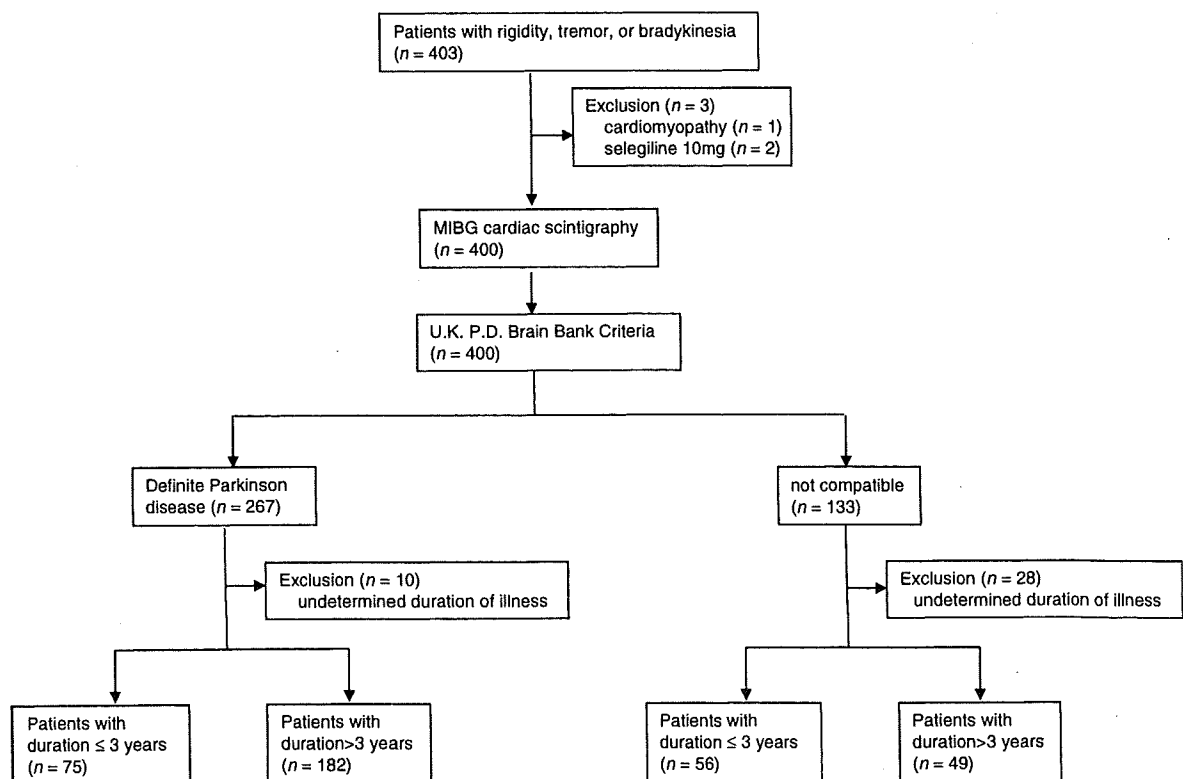 Patients with rigidity, tremor, or bradykinesia
(n = 403)
Exclusion (n = 3)
cardiomyopathy (n = 1)
selegiline 10mg (n = 2)
MIBG cardiac scintigraphy
(n = 400)
U.K. P.D. Brain Bank Criteria
(n = 400)
Definite Parkinson
disease (n = 267)
not compatible
(n = 133)
Exclusion (n = 10)
undetermined duration of illness
Exclusion (n = 28)
undetermined duration of illness
Patients with
duration ≤ 3 years
(n = 75)
Patients with
duration>3 years
(n = 182)
Patients with
duration ≤ 3 years
(n = 56)
Patients with
duration>3 years
(n = 49)